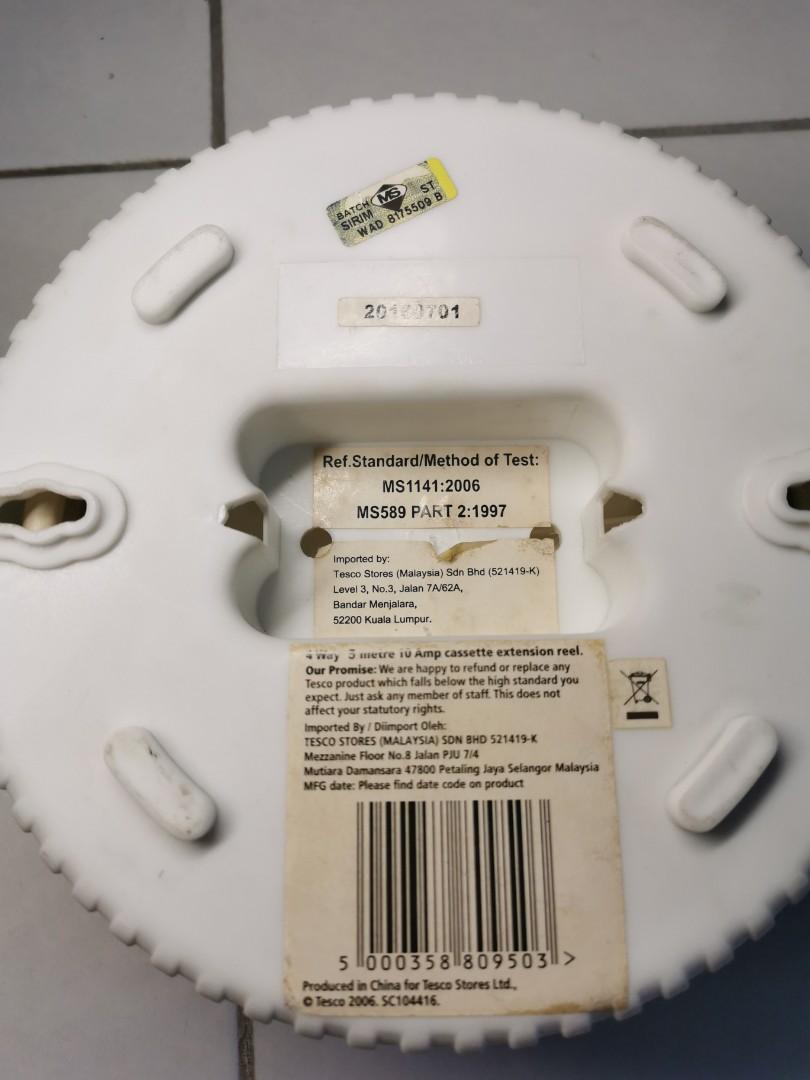 BATCH MS ST
SIRIM
WAD 8175509 B
Ref.Standard/Method of Test:
MS1141:2006
MS589 PART 2:1997
Imported by:
Tesco Stores (Malaysia) Sdn Bhd (521419-K)
Level 3, No.3, Jalan 7A/62A,
Bandar Menjalara,
52200 Kuala Lumpur.
4 Way 5 metre 10 Amp cassette extension reel.
Our Promise: We are happy to refund or replace any
Tesco product which falls below the high standard you
expect. Just ask any member of staff. This does not
affect your statutory rights.
Imported By / Diimport Oleh:
TESCO STORES (MALAYSIA) SDN BHD 521419-K
Mezzanine Floor No.8 Jalan PJU 7/4
Mutiara Damansara 47800 Petaling Jaya Selangor Malaysia
MFG date: Please find date code on product
5 000358 809503 >
Produced in China for Tesco Stores Ltd.,
© Tesco 2006. SC104416.